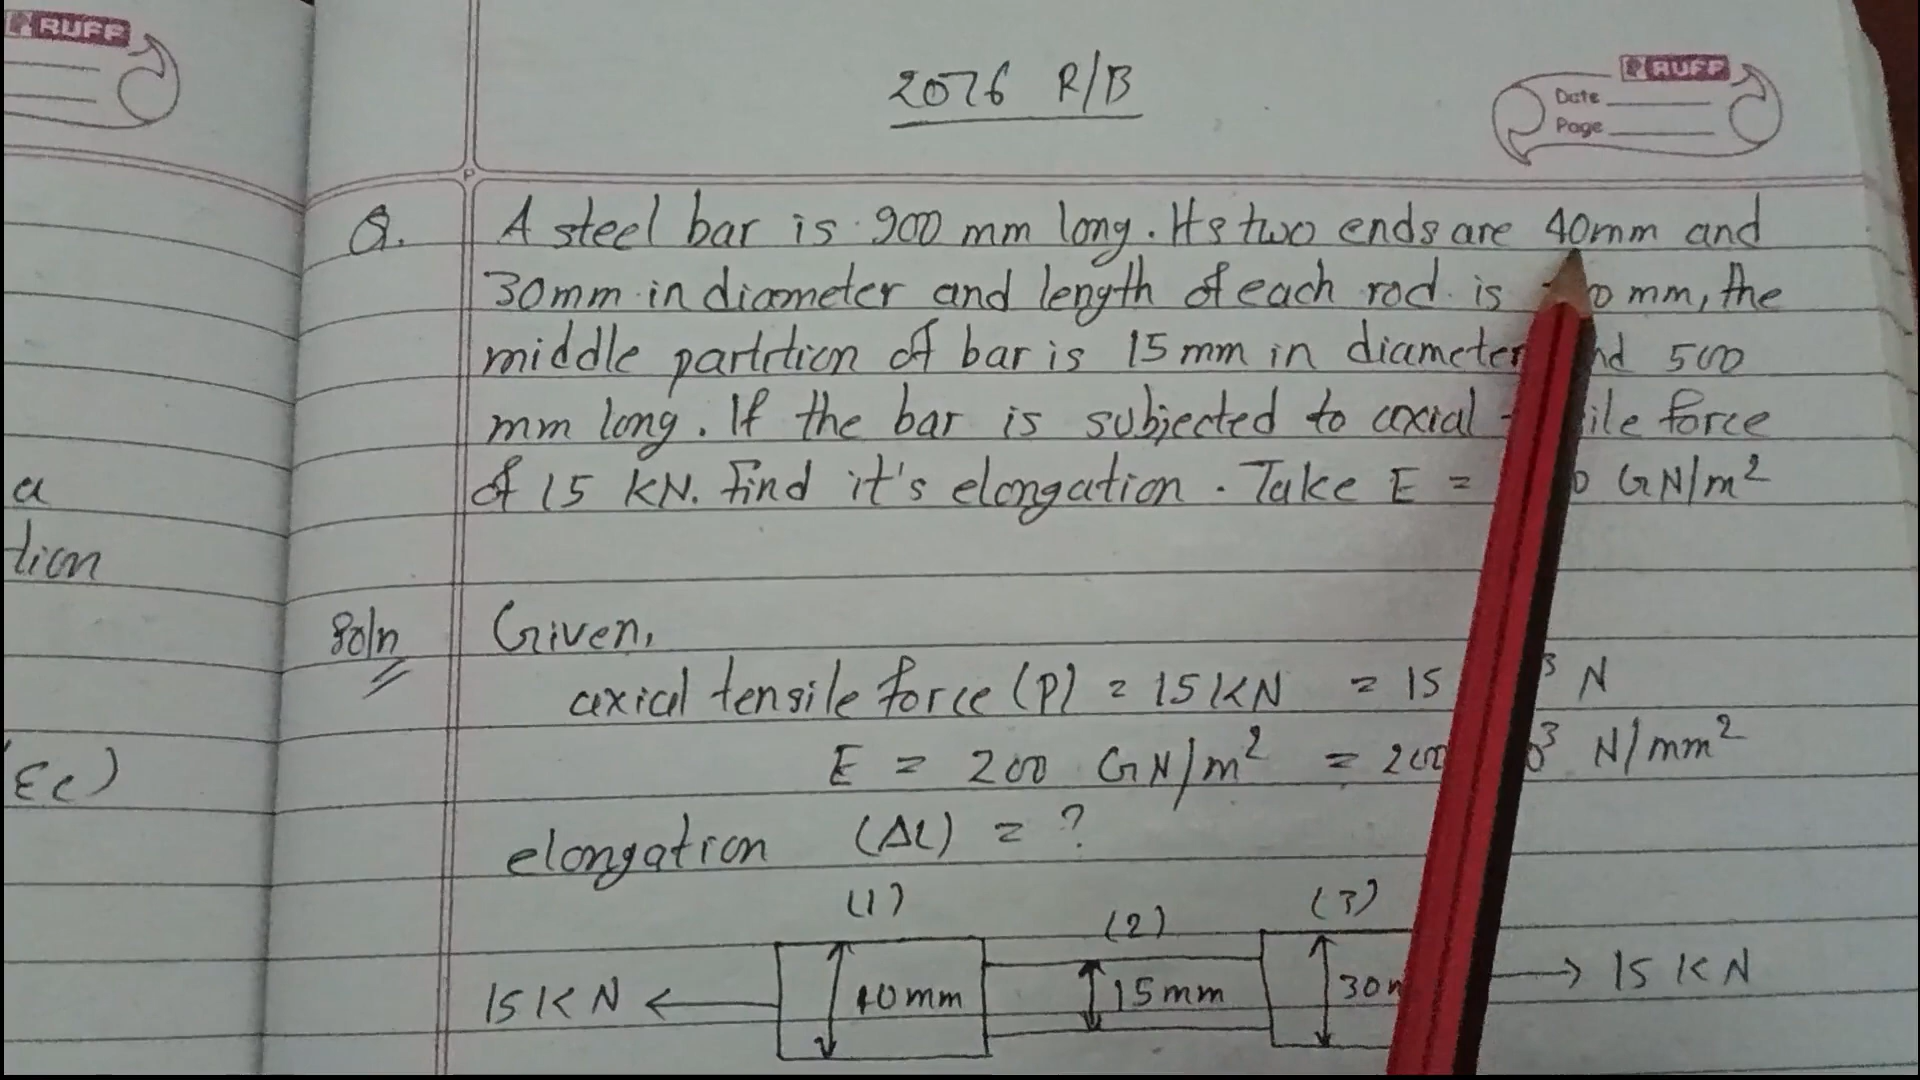 RUFF
2076 R/B
RUFF
Date
Page
Q. A steel bar is 900 mm long. Its two ends are 40mm and
30mm in diameter and length of each rod is mm, the
middle partition of bar is 15 mm in diameter 500
mm long. If the bar is subjected to axial force
of 15 KN. Find it's elongation. Take E = GN/m²
a
tion
Soln Given,
axial tensile force (P) = 15 KN = 15 N
E = 200 GN/m² = 200 N/mm²
εc)
elongation (ΔL) = ?
(1) (2) (3)
15 KN 40mm 15mm 30 15 KN